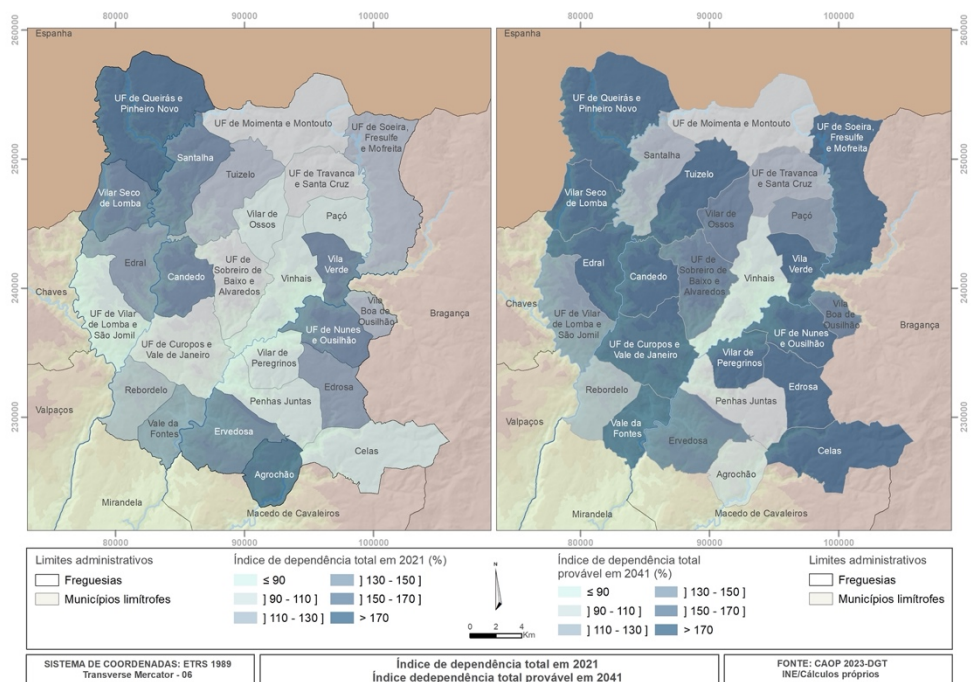 80000 90000 100000
80000 90000 100000
260000
250000
240000
230000
Espanha
UF de Queirãs e
Pinheiro Novo
UF de Moimenta e Montouto
UF de Soeira,
Fresulfe
e Mofreita
Santalha
Tuizelo
UF de Travanca
e Santa Cruz
Vilar Seco
de Lomba
Vilar de
Ossos
Paçó
Edral
Candedo
UF de
Sobreiro de
Baixo e
Alvaredos
Vinhais
Vila
Verde
Chaves
UF de Vilar
de Lomba e
São Jomil
Vila
Boa de
Ousilhão
Bragança
UF de Nunes
e Ousilhão
UF de Curopos e
Vale de Janeiro
Vilar de
Peregrinos
Rebordelo
Edrosa
Penhas Juntas
Valpaços
Vale da
Fontes
Ervedosa
Celas
Agrochão
Mirandela
Macedo de Cavaleiros
80000 90000 100000
Espanha
UF de Queirãs e
Pinheiro Novo
UF de Moimenta e Montouto
UF de Soeira,
Fresulfe
e Mofreita
Santalha
Tuizelo
UF de Travanca
e Santa Cruz
Vilar Seco
de Lomba
Vilar de
Ossos
Paçó
Edral
Candedo
UF de
Sobreiro de
Baixo e
Alvaredos
Vinhais
Vila
Verde
Chaves
UF de Vilar
de Lomba e
São Jomil
Vila
Boa de
Ousilhão
Bragança
UF de Nunes
e Ousilhão
UF de Curopos e
Vale de Janeiro
Vilar de
Peregrinos
Rebordelo
Edrosa
Penhas Juntas
Valpaços
Vale da
Fontes
Ervedosa
Celas
Agrochão
Mirandela
Macedo de Cavaleiros
260000
250000
240000
230000
80000 90000 100000
Limites administrativos
Freguesias
Municípios limítrofes
Índice de dependência total em 2021 (%)
≤ 90
] 90 - 110 ]
] 110 - 130 ]
] 130 - 150 ]
] 150 - 170 ]
> 170
N
0 2 4
Km
Índice de dependência total
provável em 2041 (%)
≤ 90
] 90 - 110 ]
] 110 - 130 ]
] 130 - 150 ]
] 150 - 170 ]
> 170
Limites administrativos
Freguesias
Municípios limítrofes
SISTEMA DE COORDENADAS: ETRS 1989
Transverse Mercator - 06
Índice de dependência total em 2021
Índice dedependência total provável em 2041
FONTE: CAOP 2023-DGT
INE/Cálculos próprios